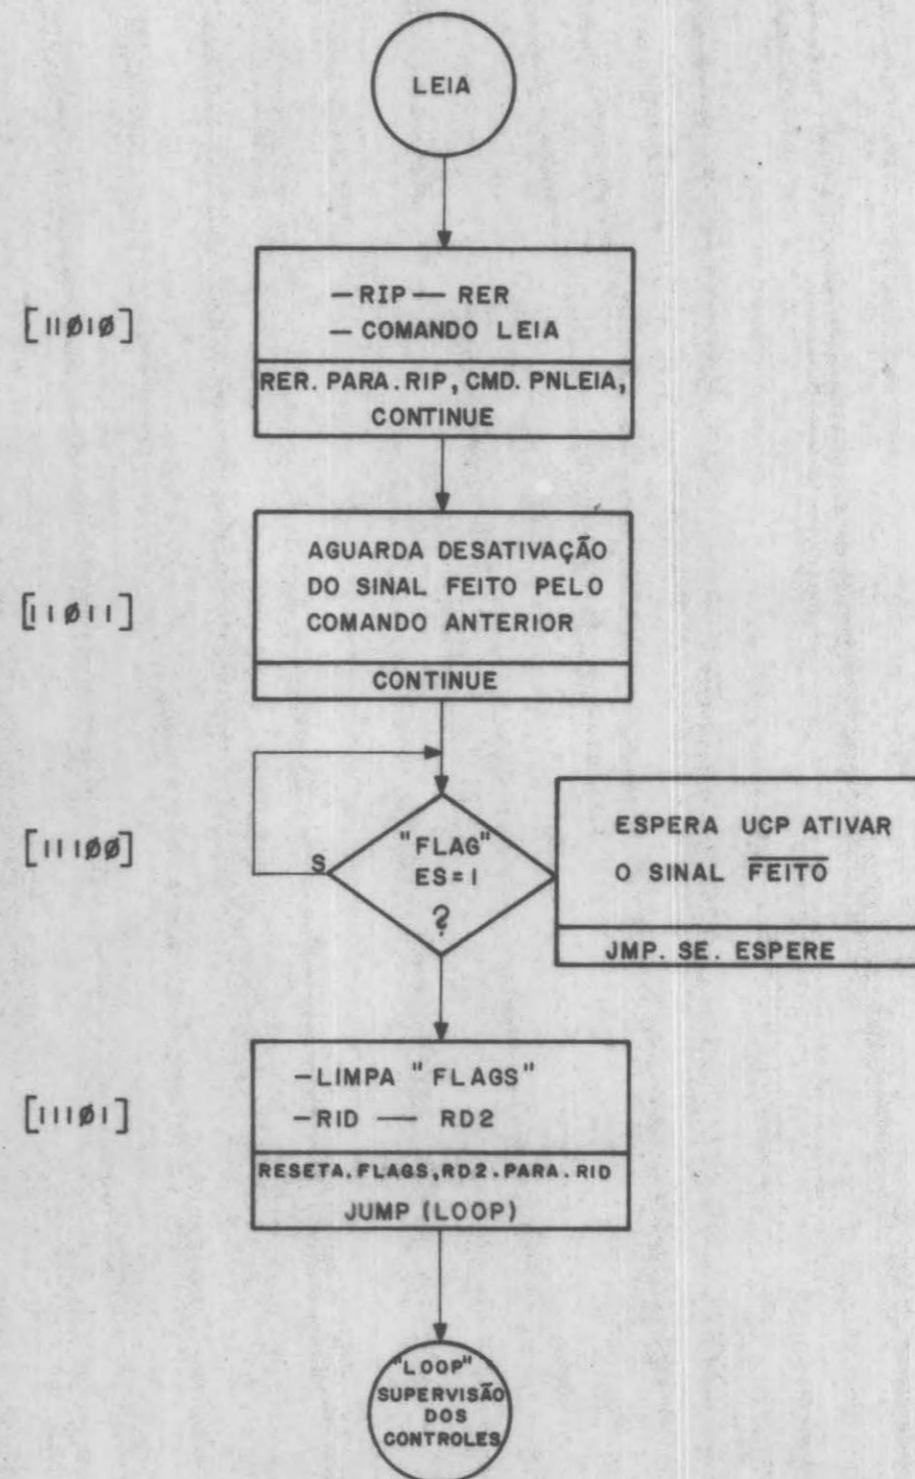 LEIA
[11Ø1Ø]
—RIP— RER
— COMANDO LEIA
RER. PARA. RIP, CMD. PNLEIA,
CONTINUE
[11Ø11]
AGUARDA DESATIVAÇÃO
DO SINAL FEITO PELO
COMANDO ANTERIOR
CONTINUE
[111ØØ]
S
"FLAG"
ES=1
?
ESPERA UCP ATIVAR
O SINAL F̅E̅I̅T̅O̅
JMP. SE. ESPERE
[111Ø1]
—LIMPA "FLAGS"
—RID — RD2
RESETA.FLAGS,RD2.PARA.RID
JUMP (LOOP)
"LOOP"
SUPERVISÃO
DOS
CONTROLES